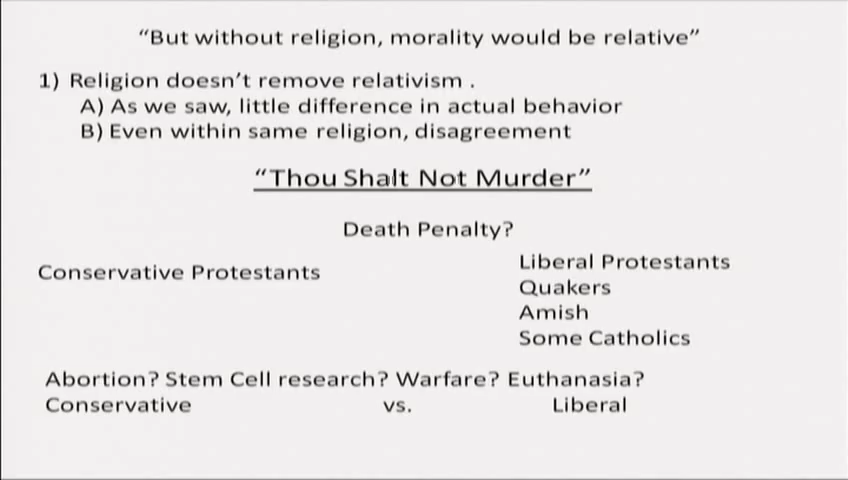 “But without religion, morality would be relative”
1) Religion doesn’t remove relativism .
A) As we saw, little difference in actual behavior
B) Even within same religion, disagreement
“Thou Shalt Not Murder”
Death Penalty?
Conservative Protestants
Liberal Protestants
Quakers
Amish
Some Catholics
Abortion? Stem Cell research? Warfare? Euthanasia?
Conservative vs. Liberal